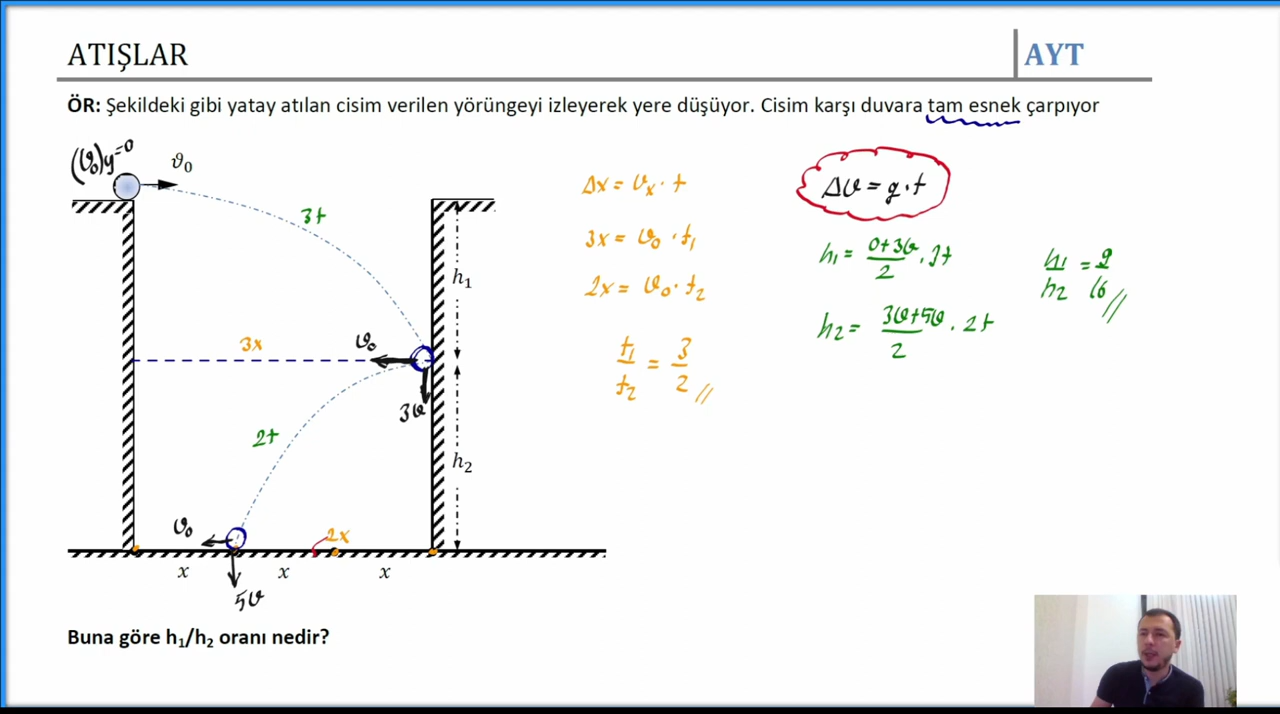 ATIŞLAR
AYT
ÖR: Şekildeki gibi yatay atılan cisim verilen yörüngeyi izleyerek yere düşüyor. Cisim karşı duvara tam esnek çarpıyor
(ϑ₀)y=0
ϑ₀
3t
h₁
3x
ϑ₀
3ϑ
2t
h₂
ϑ₀
2x
x x x
5ϑ
Δx = ϑₓ · t
3x = ϑ₀ · t₁
2x = ϑ₀ · t₂
t₁/t₂ = 3/2 //
Δϑ = g · t
h₁ = (0+3ϑ)/2 · 3t
h₂ = (3ϑ+5ϑ)/2 · 2t
h₁/h₂ = 9/16 //
Buna göre h₁/h₂ oranı nedir?